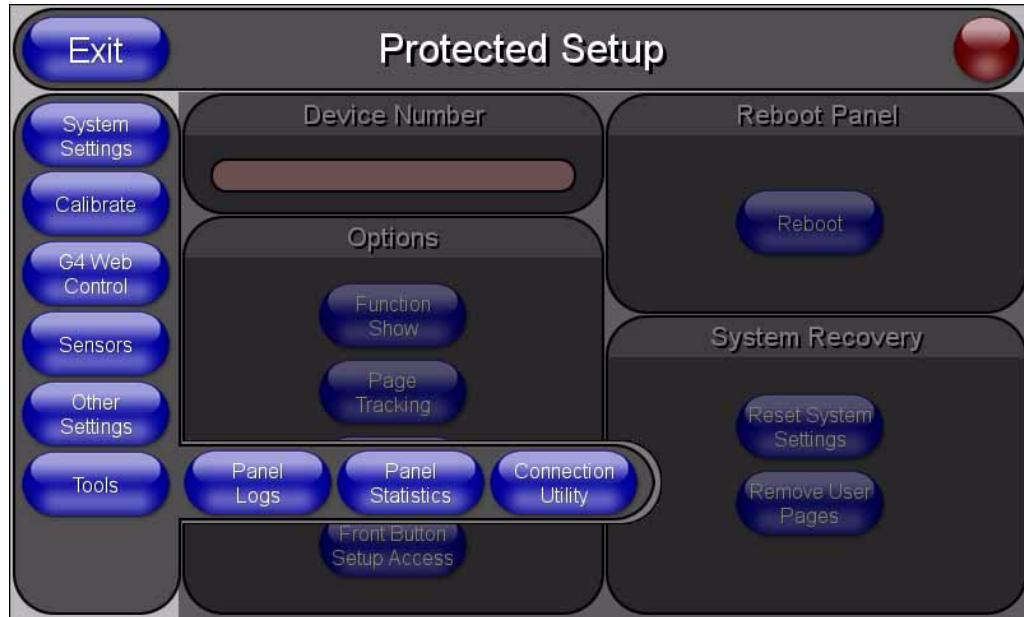 Exit
Protected Setup
System
Settings
Calibrate
G4 Web
Control
Sensors
Other
Settings
Tools
Device Number
Options
Function
Show
Page
Tracking
Panel
Logs
Panel
Statistics
Connection
Utility
Front Button
Setup Access
Reboot Panel
Reboot
System Recovery
Reset System
Settings
Remove User
Pages